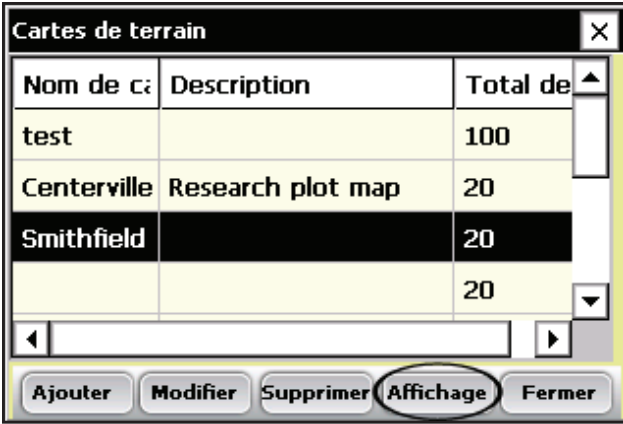 Cartes de terrain
Nom de ca Description Total de
test 100
Centerville Research plot map 20
Smithfield 20
20
Ajouter Modifier Supprimer Affichage Fermer